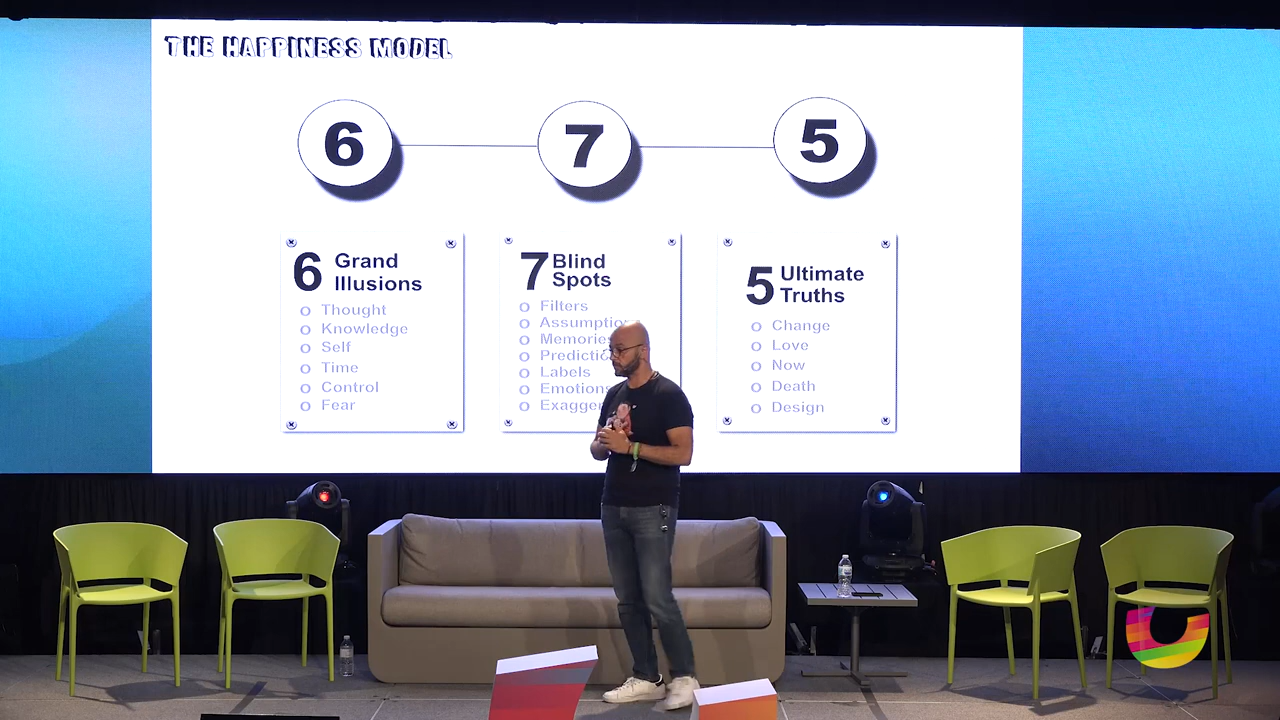 THE HAPPINESS MODEL
6
7
5
6 Grand
Illusions
o Thought
o Knowledge
o Self
o Time
o Control
o Fear
7 Blind
Spots
o Filters
o
o
o
o Labels
o
o
5 Ultimate
Truths
o Change
o Love
o Now
o Death
o Design